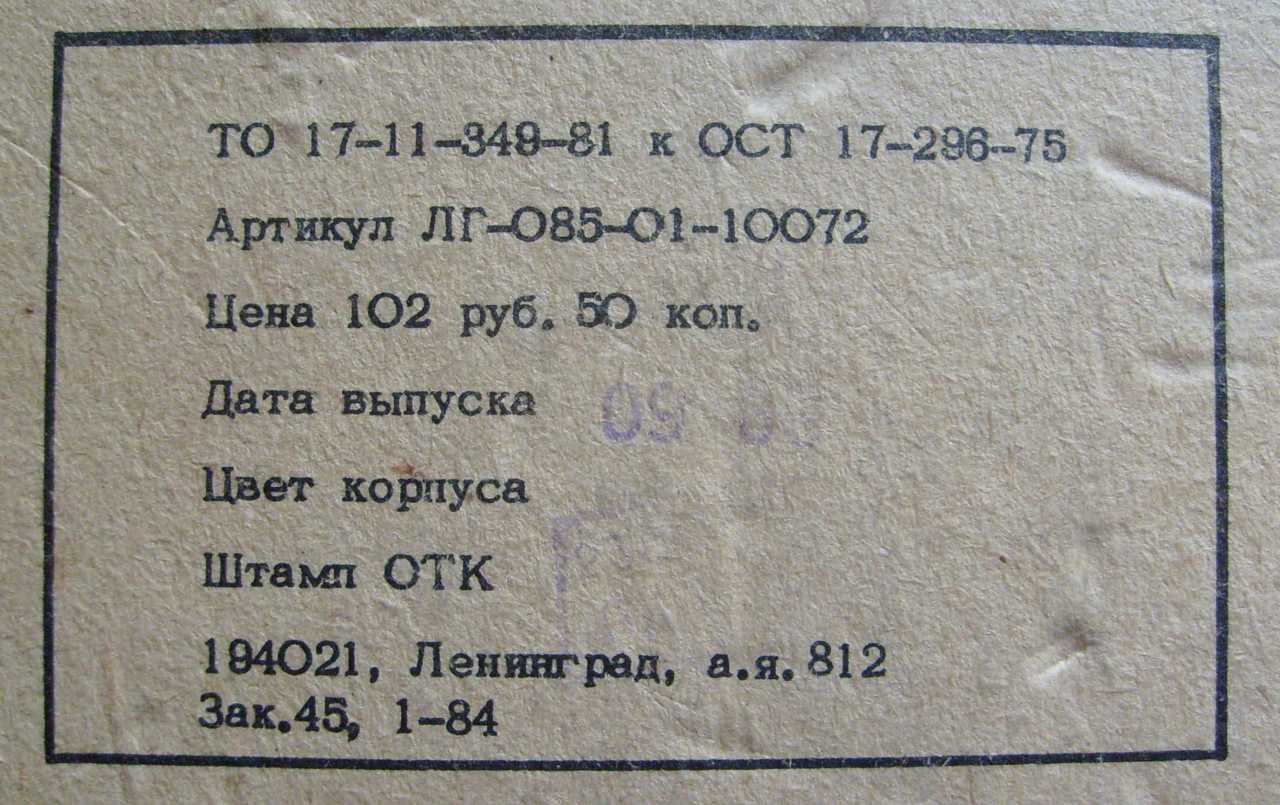 ТО 17-11-349-81 к ОСТ 17-296-75
Артикул ЛГ-085-01-10072
Цена 102 руб. 50 коп.
Дата выпуска
Цвет корпуса
Штамп ОТК
194021, Ленинград, а.я. 812
Зак.45, 1-84